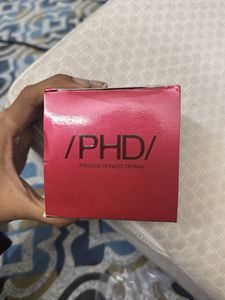 /PHD/
PROVEN HONEST DERMA